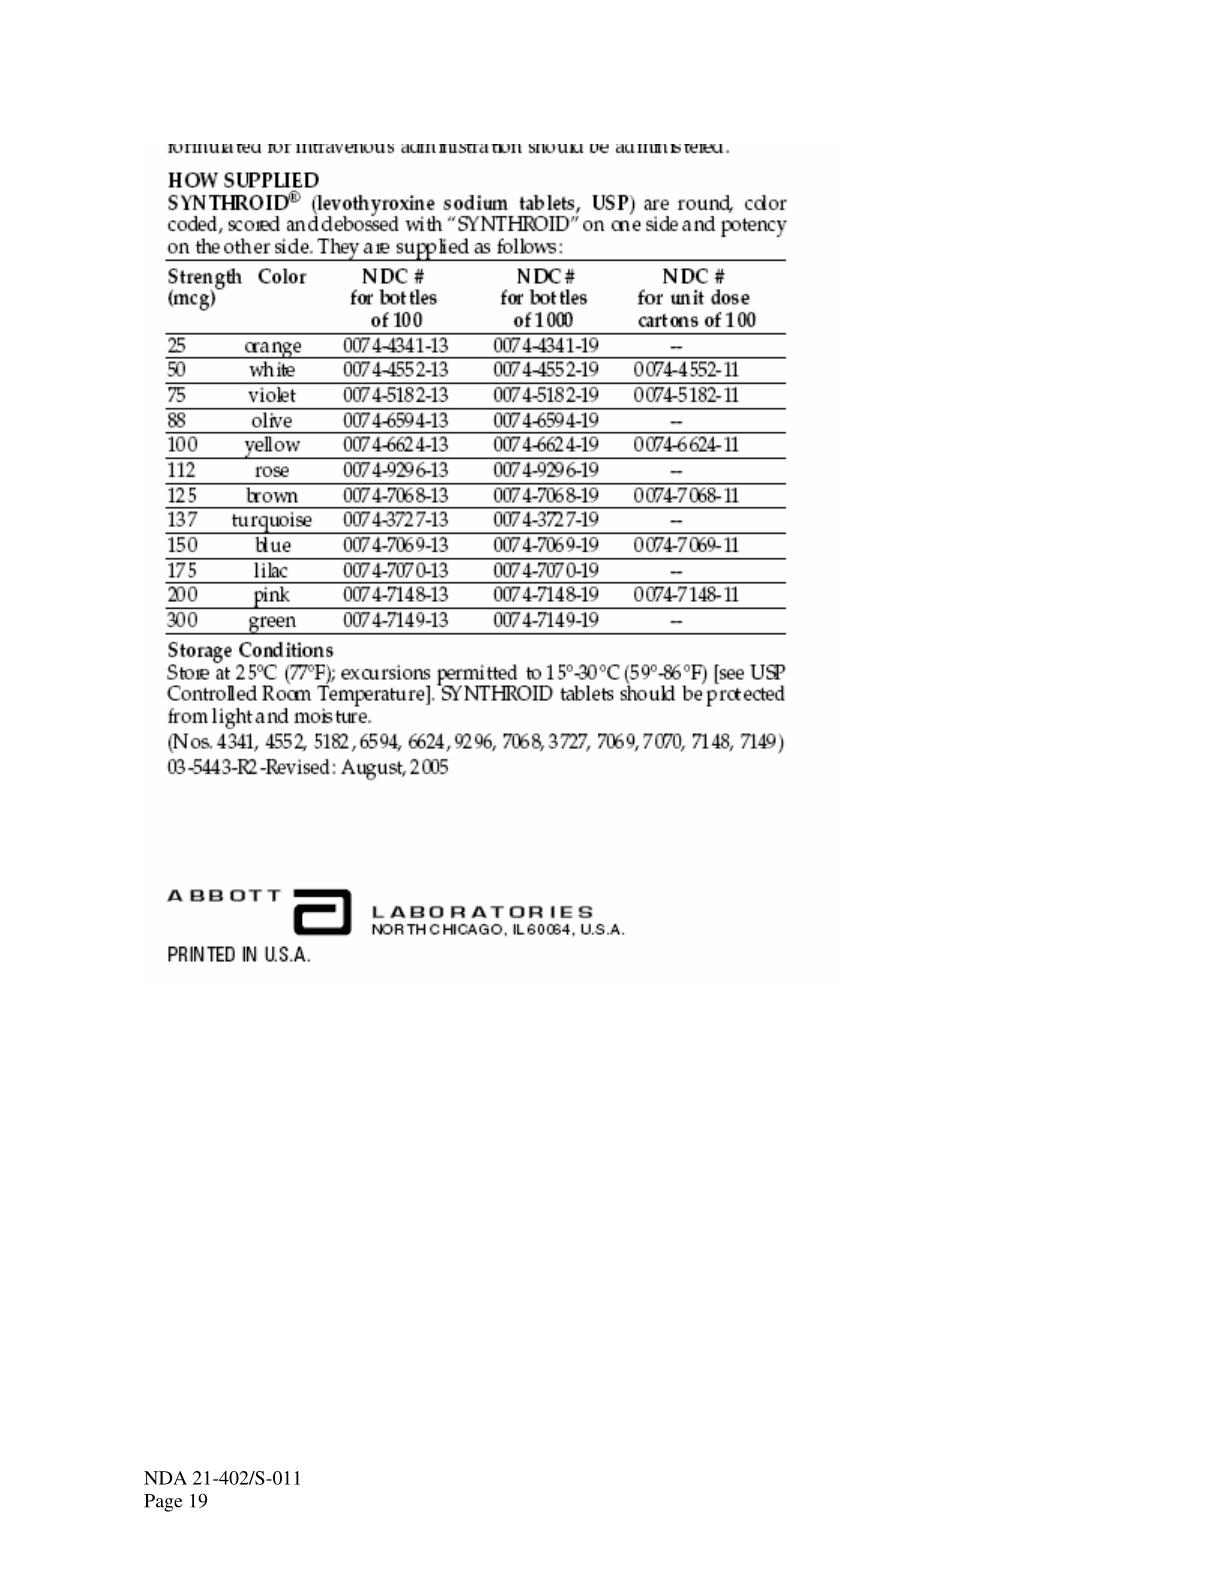 formulated for intravenous administration should be administered.
HOW SUPPLIED
SYNTHROID® (levothyroxine sodium tablets, USP) are round, color
coded, scored and debossed with “SYNTHROID” on one side and potency
on the other side. They are supplied as follows:
Strength Color NDC # NDC # NDC #
(mcg) for bottles for bottles for unit dose
of 100 of 1000 cartons of 100
25 orange 0074-4341-13 0074-4341-19 --
50 white 0074-4552-13 0074-4552-19 0074-4552-11
75 violet 0074-5182-13 0074-5182-19 0074-5182-11
88 olive 0074-6594-13 0074-6594-19 --
100 yellow 0074-6624-13 0074-6624-19 0074-6624-11
112 rose 0074-9296-13 0074-9296-19 --
125 brown 0074-7068-13 0074-7068-19 0074-7068-11
137 turquoise 0074-3727-13 0074-3727-19 --
150 blue 0074-7069-13 0074-7069-19 0074-7069-11
175 lilac 0074-7070-13 0074-7070-19 --
200 pink 0074-7148-13 0074-7148-19 0074-7148-11
300 green 0074-7149-13 0074-7149-19 --
Storage Conditions
Store at 25°C (77°F); excursions permitted to 15°-30°C (59°-86°F) [see USP
Controlled Room Temperature]. SYNTHROID tablets should be protected
from light and moisture.
(Nos. 4341, 4552, 5182, 6594, 6624, 9296, 7068, 3727, 7069, 7070, 7148, 7149)
03-5443-R2-Revised: August, 2005
ABBOTT
LABORATORIES
NORTH CHICAGO, IL 60064, U.S.A.
PRINTED IN U.S.A.
NDA 21-402/S-011
Page 19